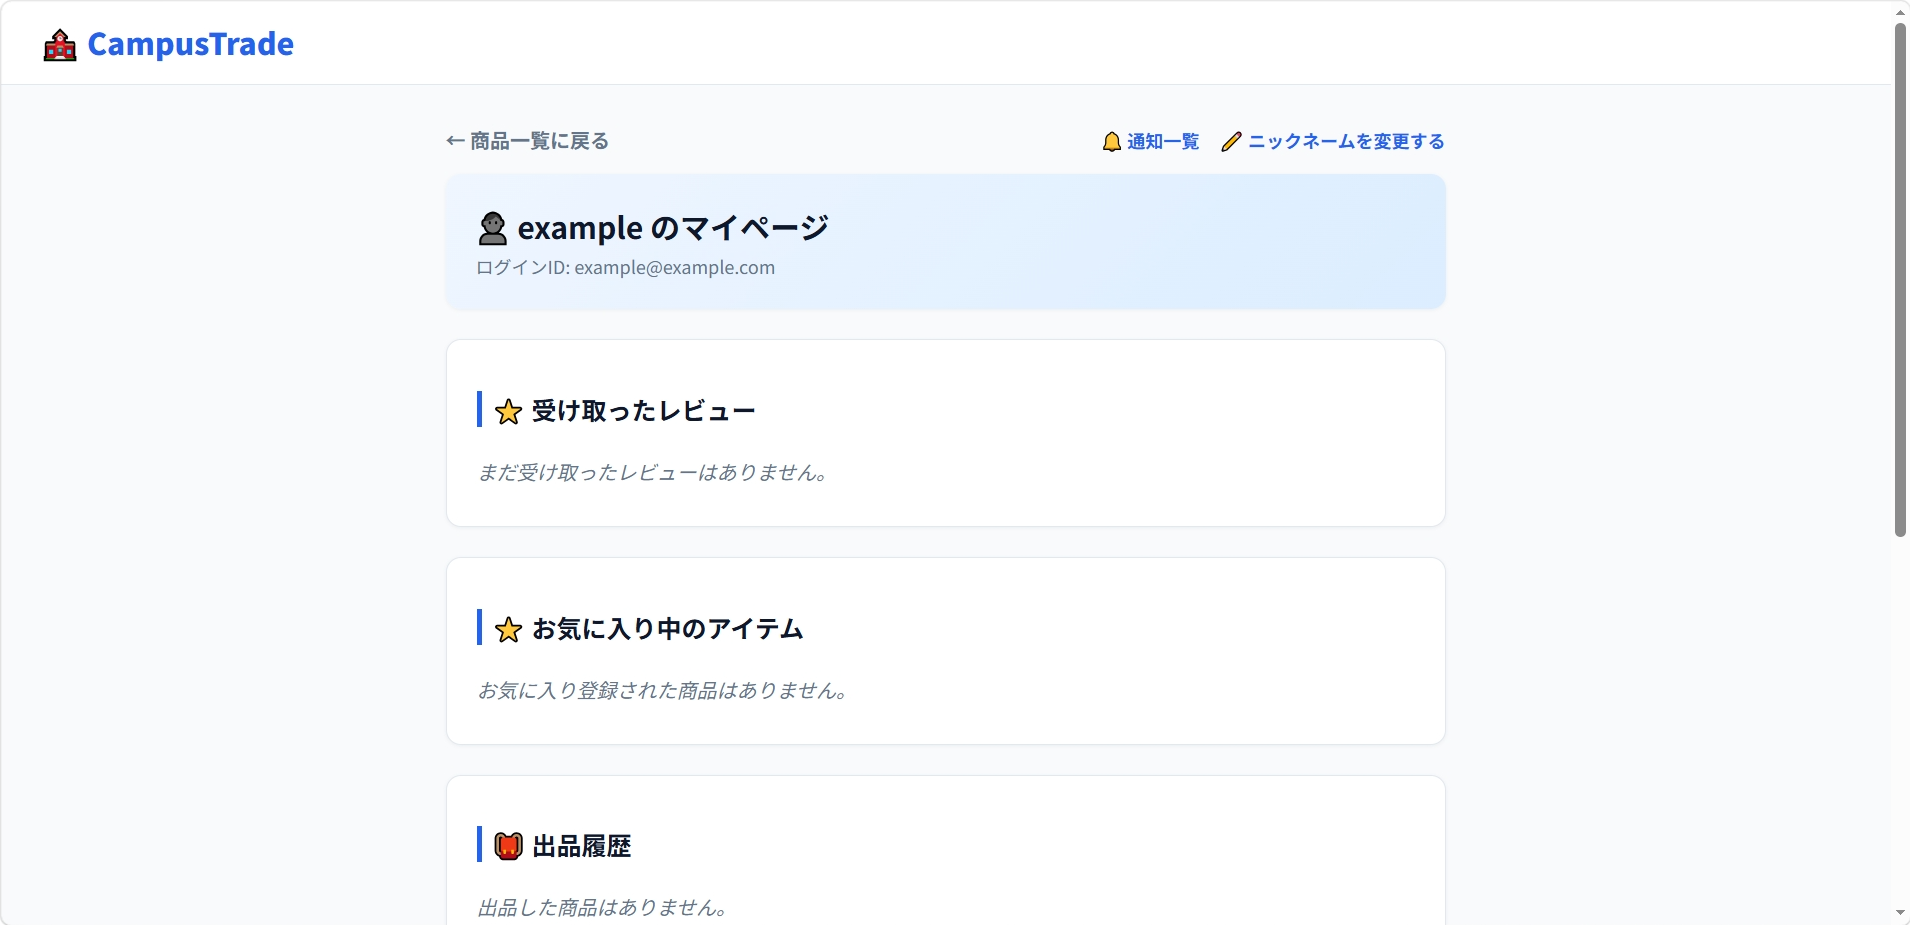 CampusTrade
← 商品一覧に戻る
通知一覧
ニックネームを変更する
example のマイページ
ログインID: example@example.com
受け取ったレビュー
まだ受け取ったレビューはありません。
お気に入り中のアイテム
お気に入り登録された商品はありません。
出品履歴
出品した商品はありません。